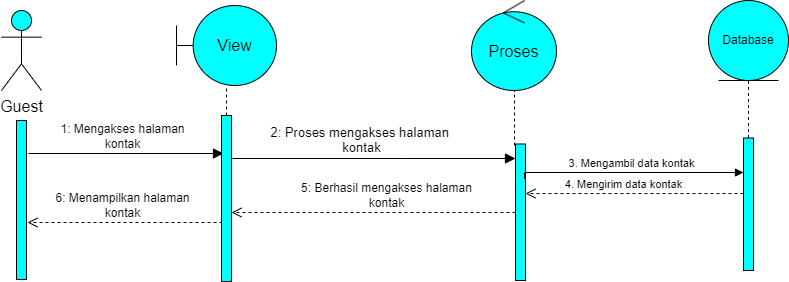 View
Proses
Database
Guest
1: Mengakses halaman
kontak
2: Proses mengakses halaman
kontak
3. Mengambil data kontak
4. Mengirim data kontak
5: Berhasil mengakses halaman
kontak
6: Menampilkan halaman
kontak